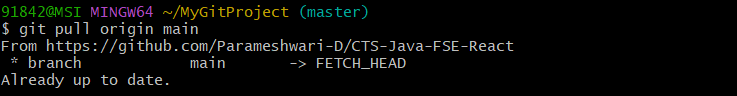 91842@MSI MINGW64 ~/MyGitProject (master)
$ git pull origin main
From https://github.com/Parameshwari-D/CTS-Java-FSE-React
 * branch            main       -> FETCH_HEAD
Already up to date.